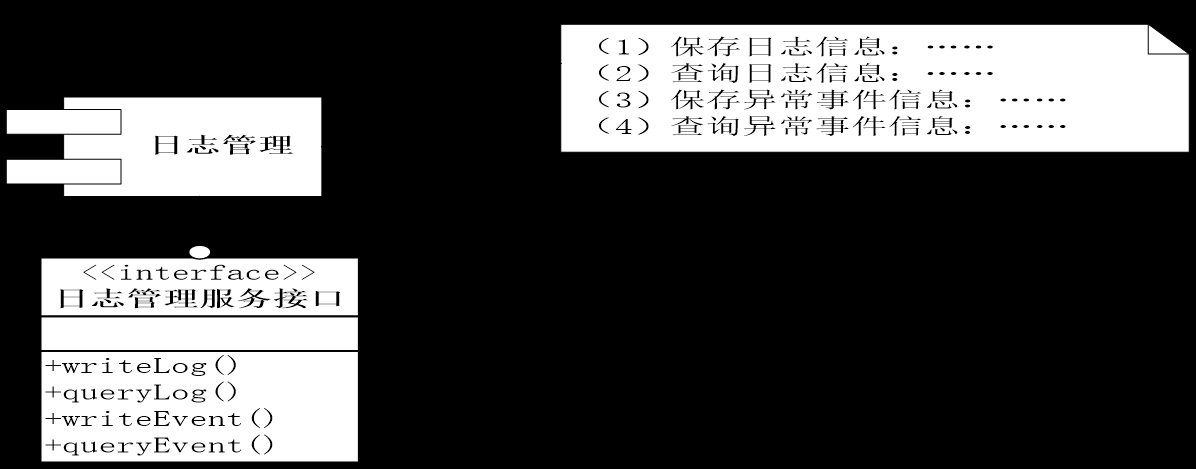 (1) 保存日志信息：……
(2) 查询日志信息：……
(3) 保存异常事件信息：……
(4) 查询异常事件信息：……
日志管理
<<interface>>
日志管理服务接口
+writeLog()
+queryLog()
+writeEvent()
+queryEvent()